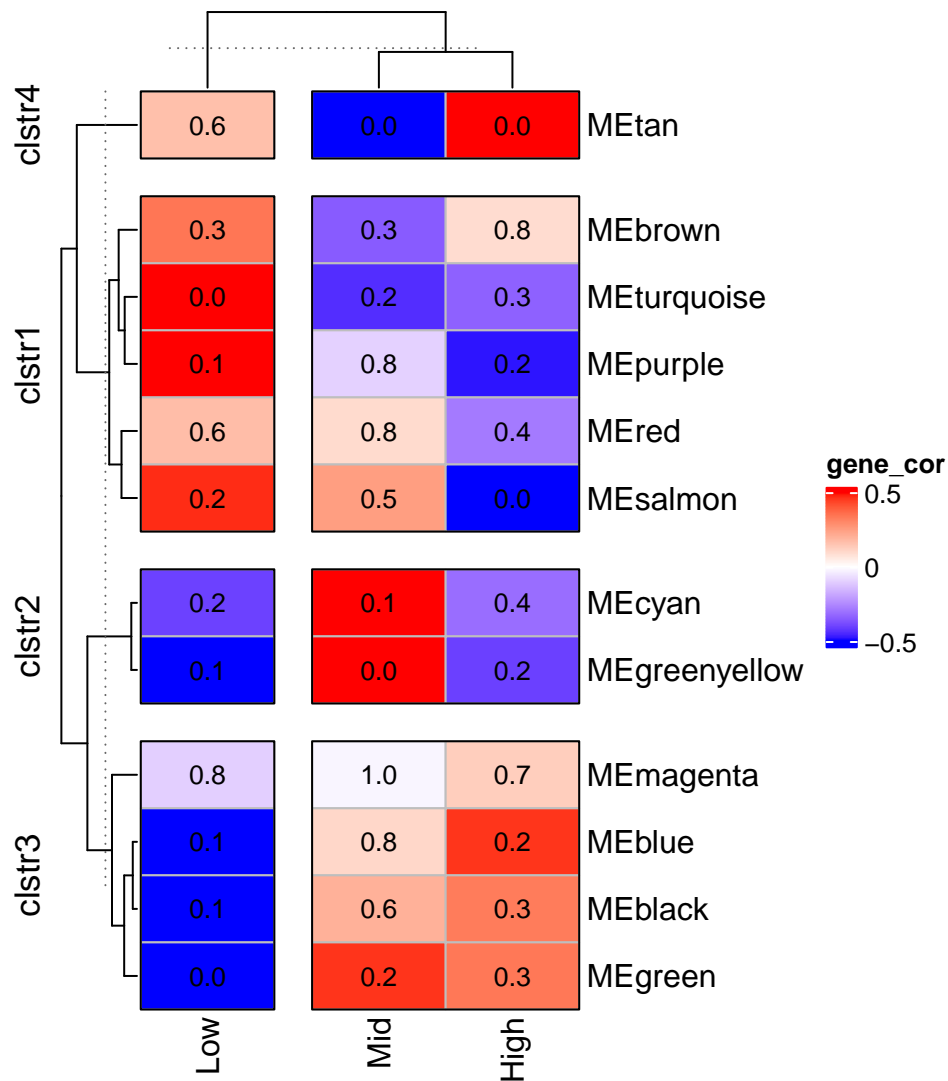 clstr4
0.6 0.0 0.0 MEtan
clstr1
0.3 0.3 0.8 MEbrown
0.0 0.2 0.3 MEturquoise
0.1 0.8 0.2 MEpurple
0.6 0.8 0.4 MEred
0.2 0.5 0.0 MEsalmon
clstr2
0.2 0.1 0.4 MEcyan
0.1 0.0 0.2 MEgreenyellow
clstr3
0.8 1.0 0.7 MEmagenta
0.1 0.8 0.2 MEblue
0.1 0.6 0.3 MEblack
0.0 0.2 0.3 MEgreen
Low Mid High
gene_cor
0.5
0
−0.5